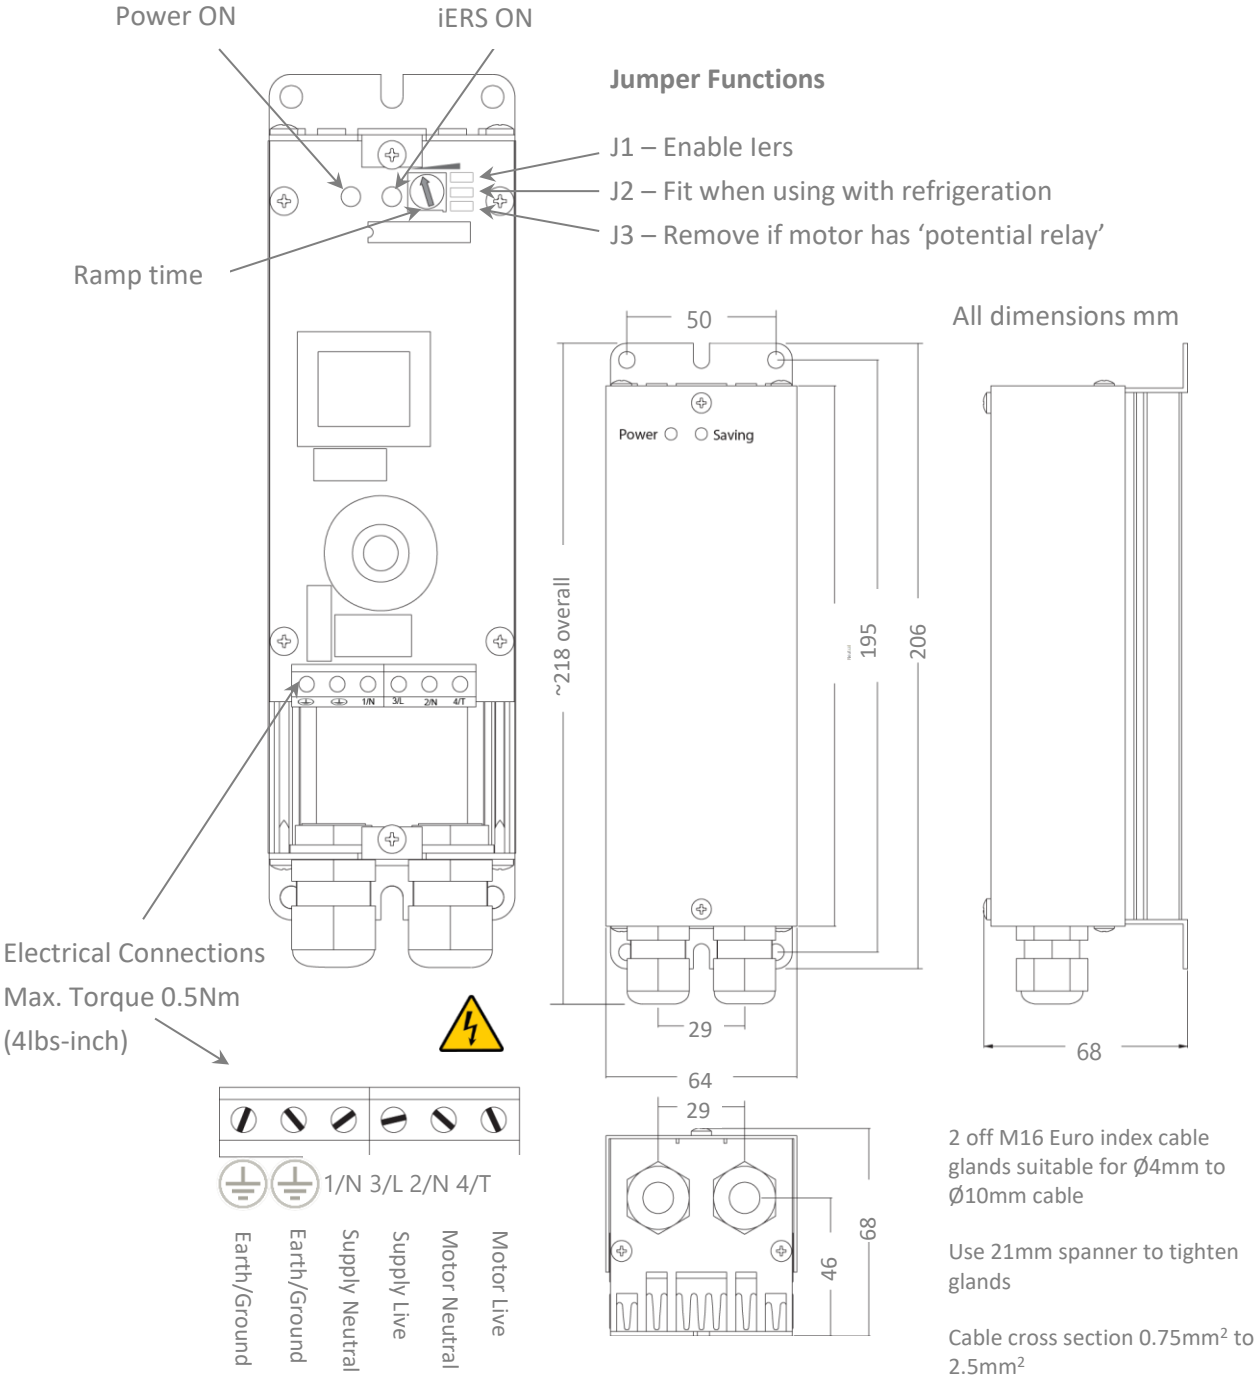 Power ON
iERS ON
Jumper Functions
J1 – Enable Iers
J2 – Fit when using with refrigeration
J3 – Remove if motor has ‘potential relay’
Ramp time
All dimensions mm
50
Power
Saving
~218 overall
195
206
1/N 3/L 2/N 4/T
Electrical Connections
Max. Torque 0.5Nm
(4lbs-inch)
29
64
68
29
68
46
1/N 3/L 2/N 4/T
Earth/Ground
Earth/Ground
Supply Neutral
Supply Live
Motor Neutral
Motor Live
2 off M16 Euro index cable
glands suitable for Ø4mm to
Ø10mm cable
Use 21mm spanner to tighten
glands
Cable cross section 0.75mm² to
2.5mm²